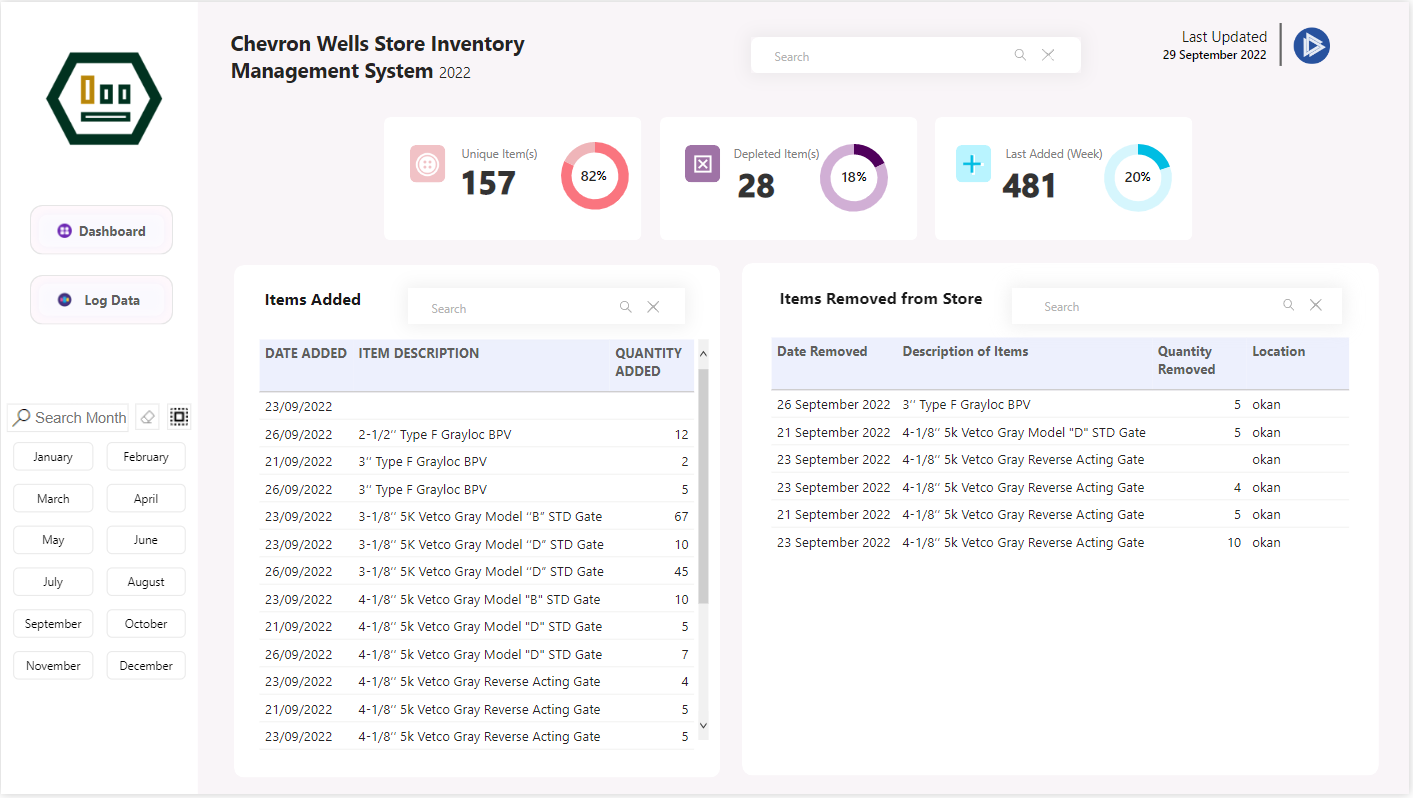 Chevron Wells Store Inventory
Management System 2022
Search
Last Updated
29 September 2022
Unique Item(s)
157
82%
Depleted Item(s)
28
18%
Last Added (Week)
481
20%
Dashboard
Log Data
Search Month
January February
March April
May June
July August
September October
November December
Items Added
Search
DATE ADDED ITEM DESCRIPTION QUANTITY
ADDED
23/09/2022
26/09/2022 2-1/2’’ Type F Grayloc BPV 12
21/09/2022 3’’ Type F Grayloc BPV 2
26/09/2022 3’’ Type F Grayloc BPV 5
23/09/2022 3-1/8’’ 5K Vetco Gray Model ‘’B” STD Gate 67
23/09/2022 3-1/8’’ 5K Vetco Gray Model ‘’D” STD Gate 10
26/09/2022 3-1/8’’ 5K Vetco Gray Model ‘’D” STD Gate 45
23/09/2022 4-1/8’’ 5k Vetco Gray Model "B" STD Gate 10
21/09/2022 4-1/8’’ 5k Vetco Gray Model "D" STD Gate 5
26/09/2022 4-1/8’’ 5k Vetco Gray Model "D" STD Gate 7
23/09/2022 4-1/8’’ 5k Vetco Gray Reverse Acting Gate 4
21/09/2022 4-1/8’’ 5k Vetco Gray Reverse Acting Gate 5
23/09/2022 4-1/8’’ 5k Vetco Gray Reverse Acting Gate 5
Items Removed from Store
Search
Date Removed Description of Items Quantity Location
Removed
26 September 2022 3’’ Type F Grayloc BPV 5 okan
21 September 2022 4-1/8’’ 5k Vetco Gray Model "D" STD Gate 5 okan
23 September 2022 4-1/8’’ 5k Vetco Gray Reverse Acting Gate okan
23 September 2022 4-1/8’’ 5k Vetco Gray Reverse Acting Gate 4 okan
21 September 2022 4-1/8’’ 5k Vetco Gray Reverse Acting Gate 5 okan
23 September 2022 4-1/8’’ 5k Vetco Gray Reverse Acting Gate 10 okan